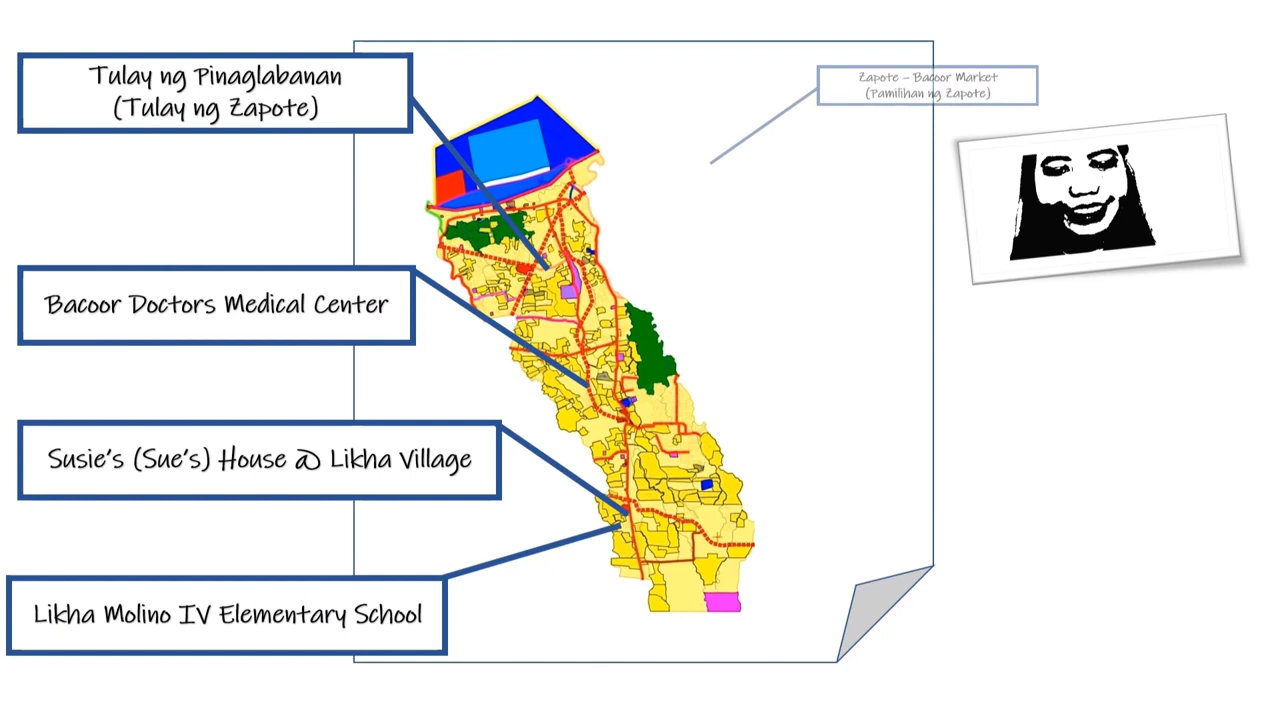 Tulay ng Pinaglabanan
(Tulay ng Zapote)
Zapote – Bacoor Market
(Pamilihan ng Zapote)
Bacoor Doctors Medical Center
Susie's (Sue's) House @ Likha Village
Likha Molino IV Elementary School